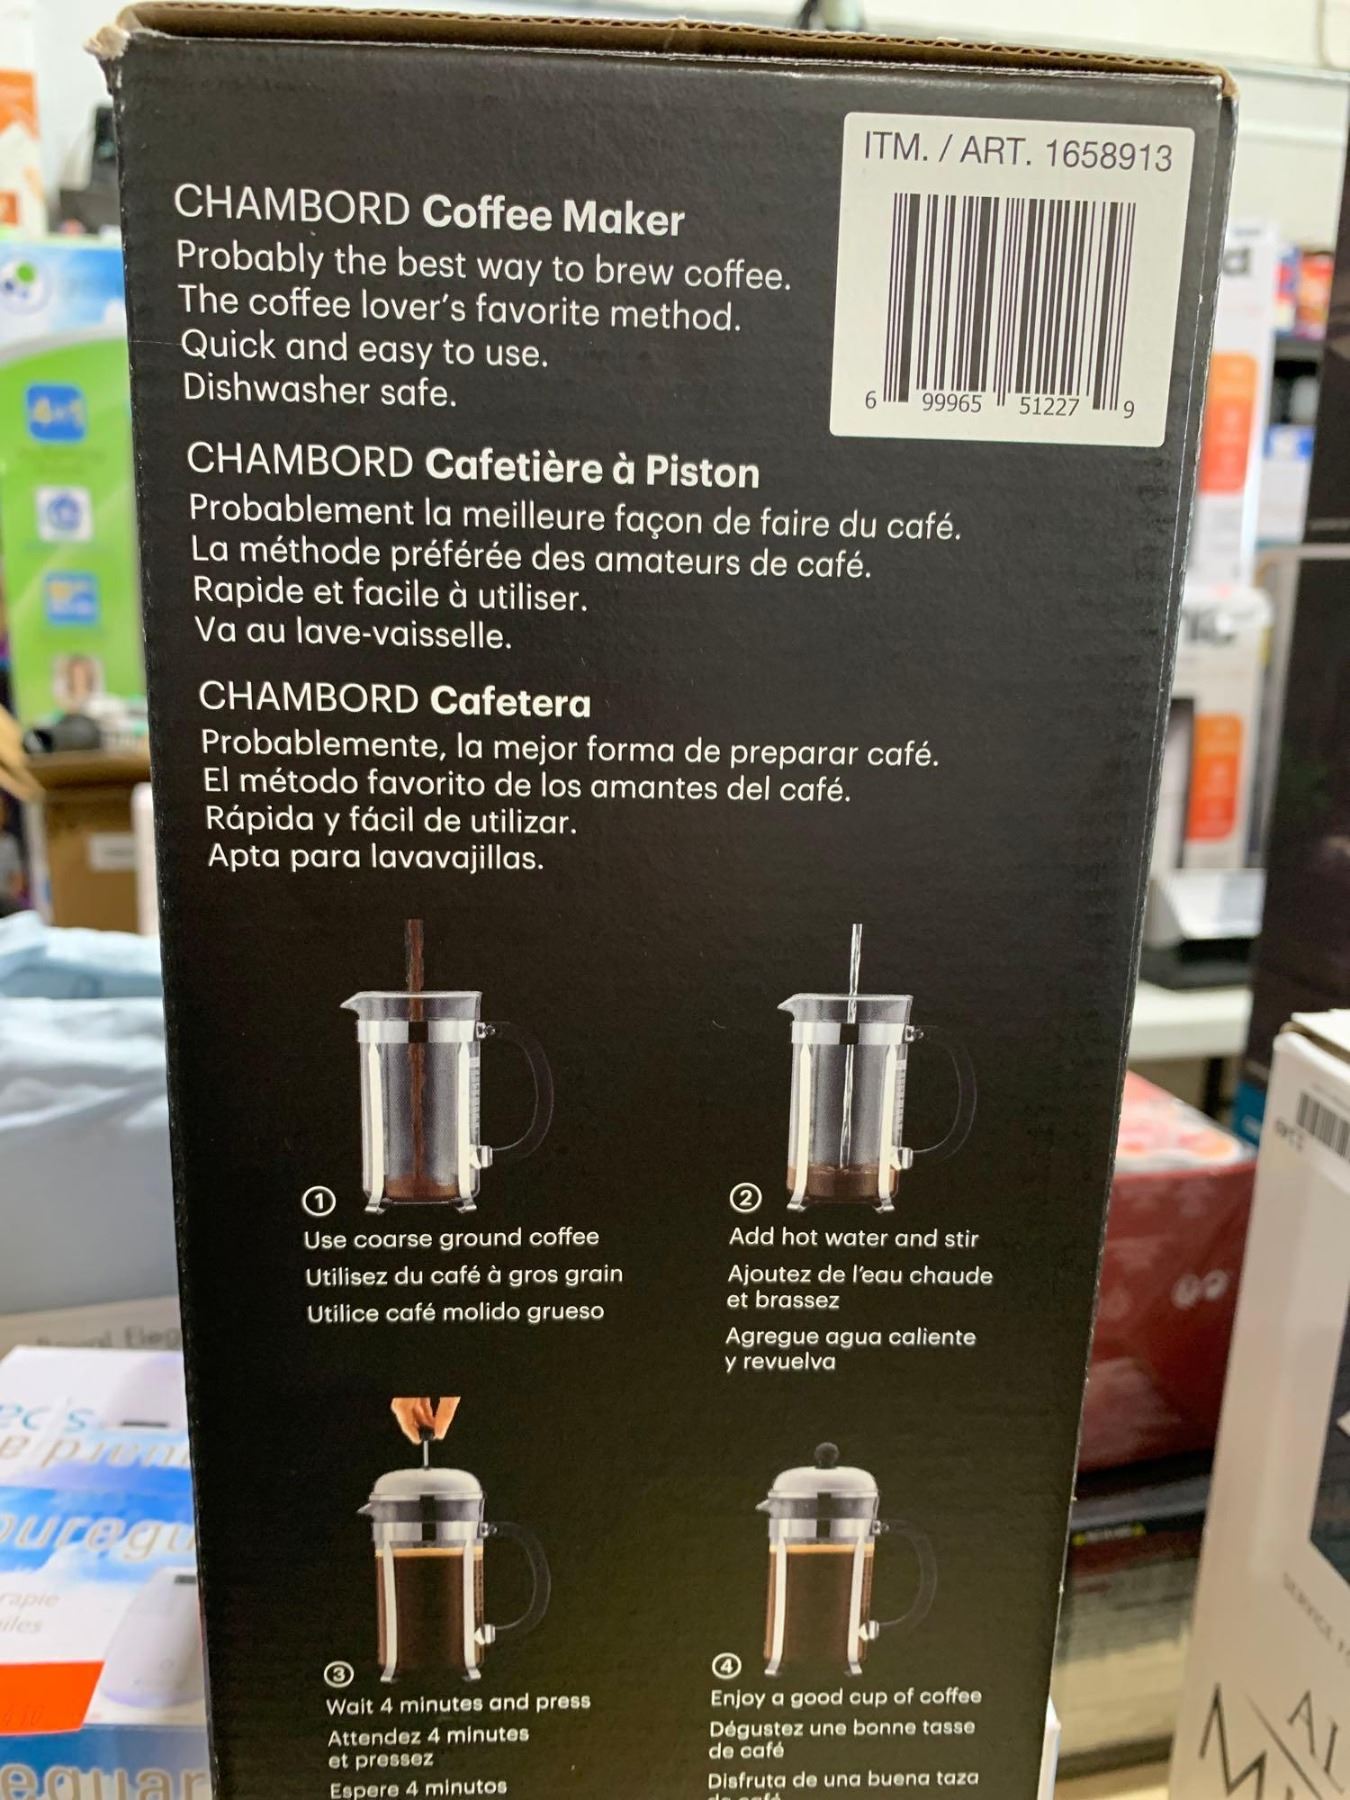 ITM. / ART. 1658913
6 99965 51227 9
CHAMBORD Coffee Maker
Probably the best way to brew coffee.
The coffee lover's favorite method.
Quick and easy to use.
Dishwasher safe.
CHAMBORD Cafetière à Piston
Probablement la meilleure façon de faire du café.
La méthode préférée des amateurs de café.
Rapide et facile à utiliser.
Va au lave-vaisselle.
CHAMBORD Cafetera
Probablemente, la mejor forma de preparar café.
El método favorito de los amantes del café.
Rápida y fácil de utilizar.
Apta para lavavajillas.
1
Use coarse ground coffee
Utilisez du café à gros grain
Utilice café molido grueso
2
Add hot water and stir
Ajoutez de l'eau chaude
et brassez
Agregue agua caliente
y revuelva
3
Wait 4 minutes and press
Attendez 4 minutes
et pressez
Espere 4 minutos
4
Enjoy a good cup of coffee
Dégustez une bonne tasse
de café
Disfruta de una buena taza
de café